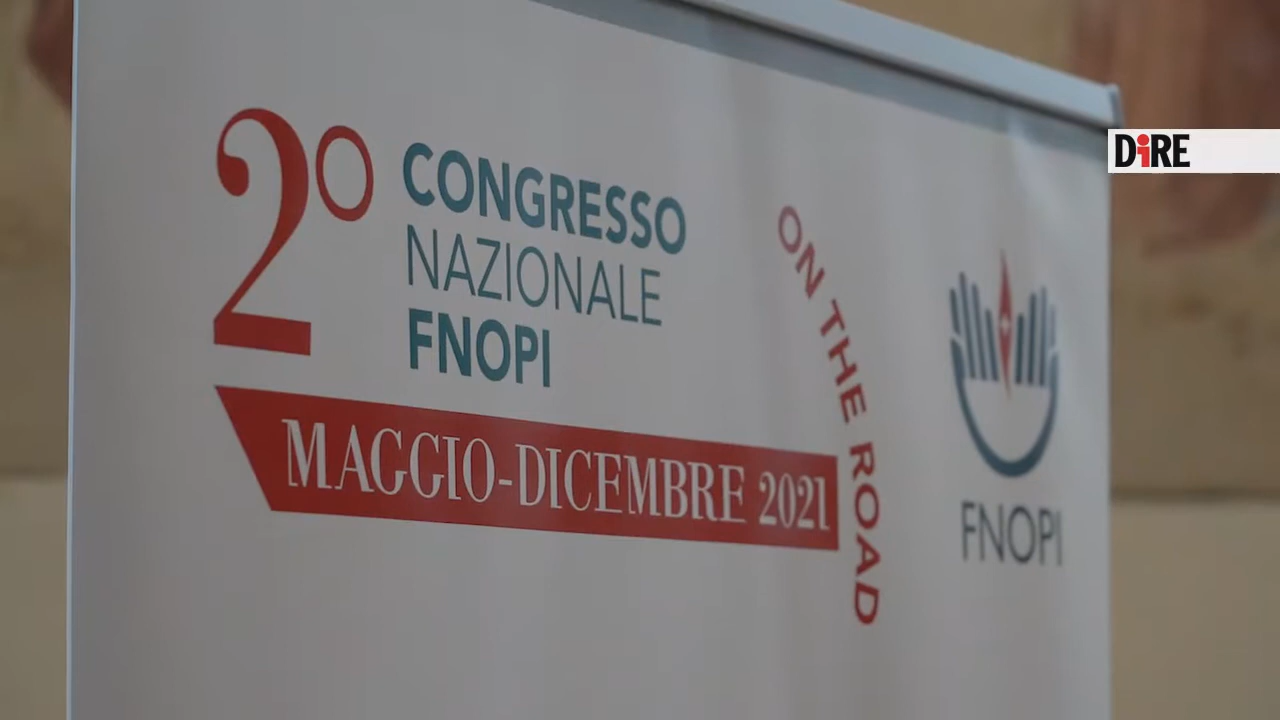 2° CONGRESSO
NAZIONALE
FNOPI
MAGGIO-DICEMBRE 2021
ON THE ROAD
FNOPI
DiRE